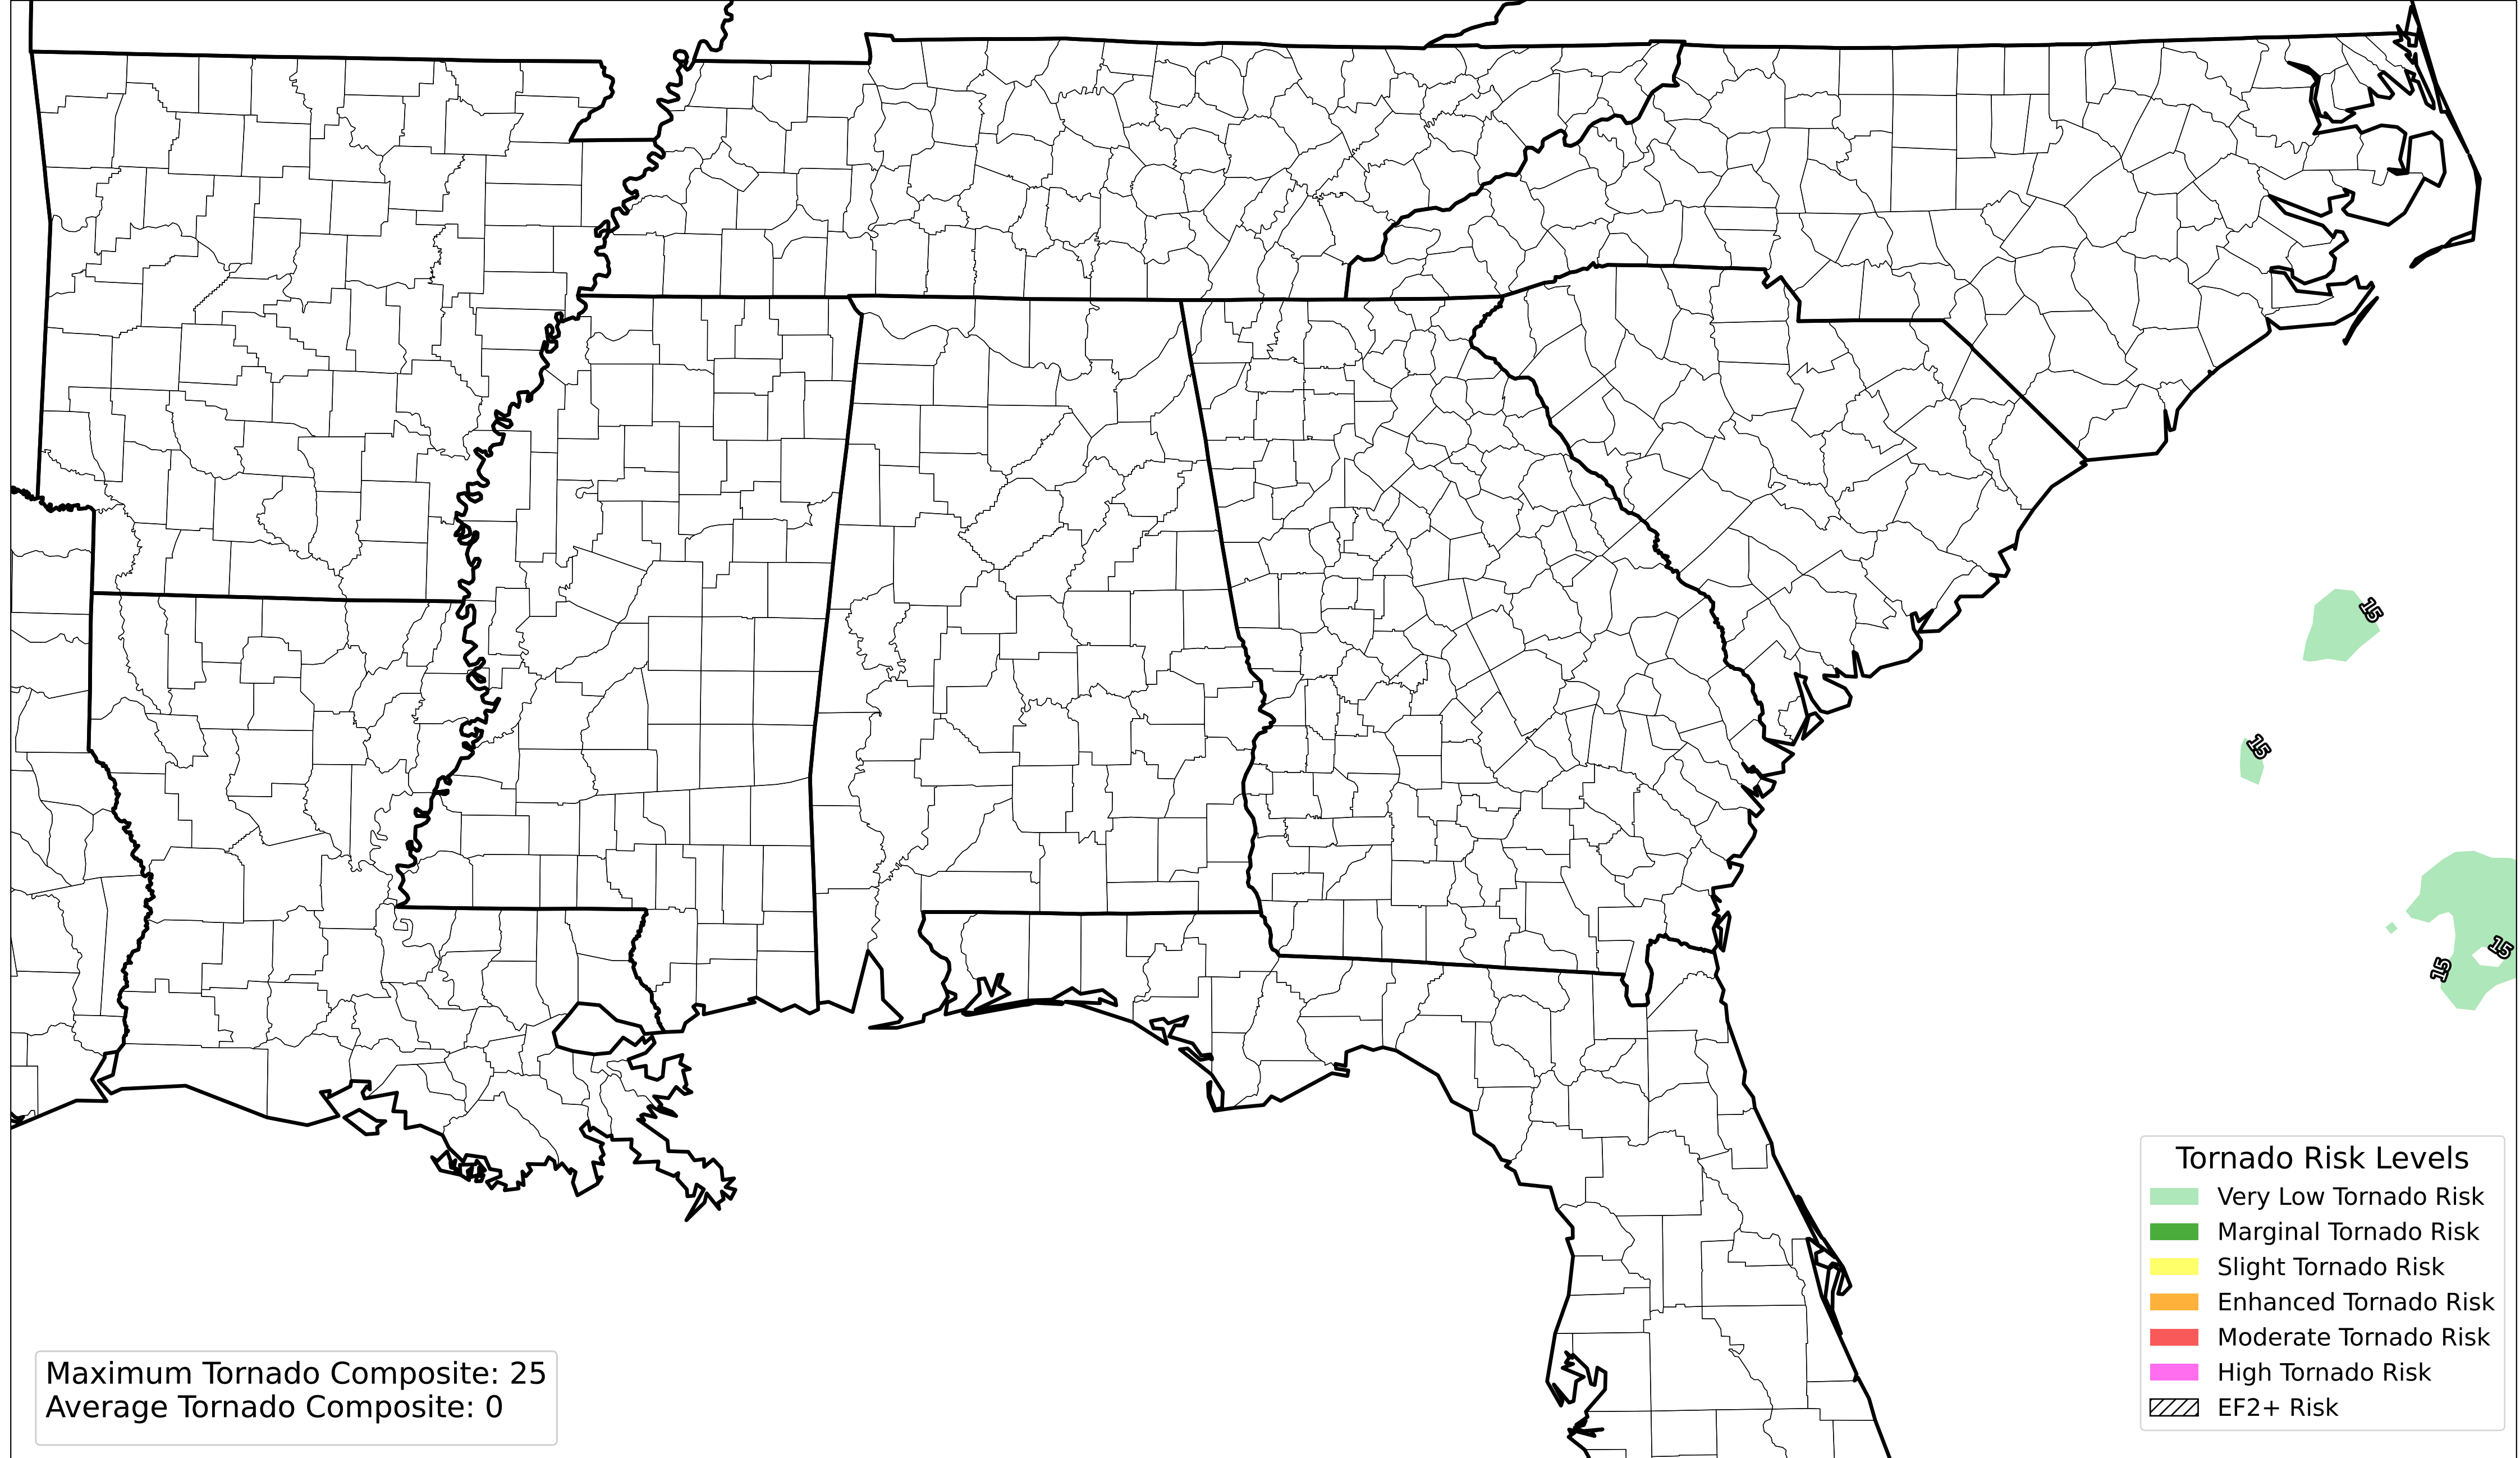 15
15
15
15
Tornado Risk Levels
Very Low Tornado Risk
Marginal Tornado Risk
Slight Tornado Risk
Enhanced Tornado Risk
Moderate Tornado Risk
High Tornado Risk
EF2+ Risk
Maximum Tornado Composite: 25
Average Tornado Composite: 0